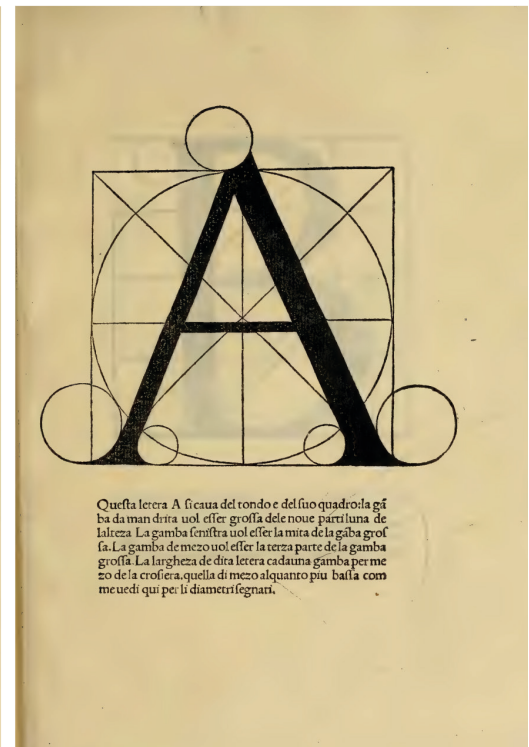 A
Queſta letera A ſi caua del tondo e del ſuo quadro:la gã
ba da man drita uol eſſer groſſa dele noue parti luna de
lalteza La gamba ſeniſtra uol eſſer la mita de la gãba groſ
ſa.La gamba de mezo uol eſſer la terza parte de la gamba
groſſa.La largheza de dita letera cadauna gamba per me
zo de la croſiera.quella di mezo alquanto piu baſſa com
me uedi qui per li diametri ſegnati.